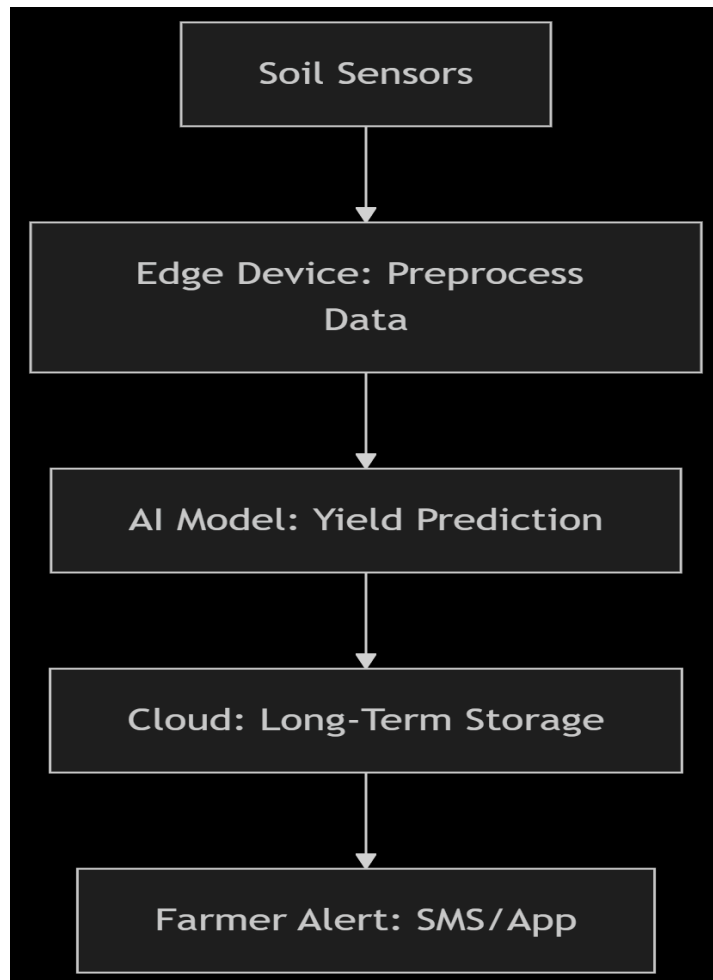 Soil Sensors
Edge Device: Preprocess
Data
AI Model: Yield Prediction
Cloud: Long-Term Storage
Farmer Alert: SMS/App